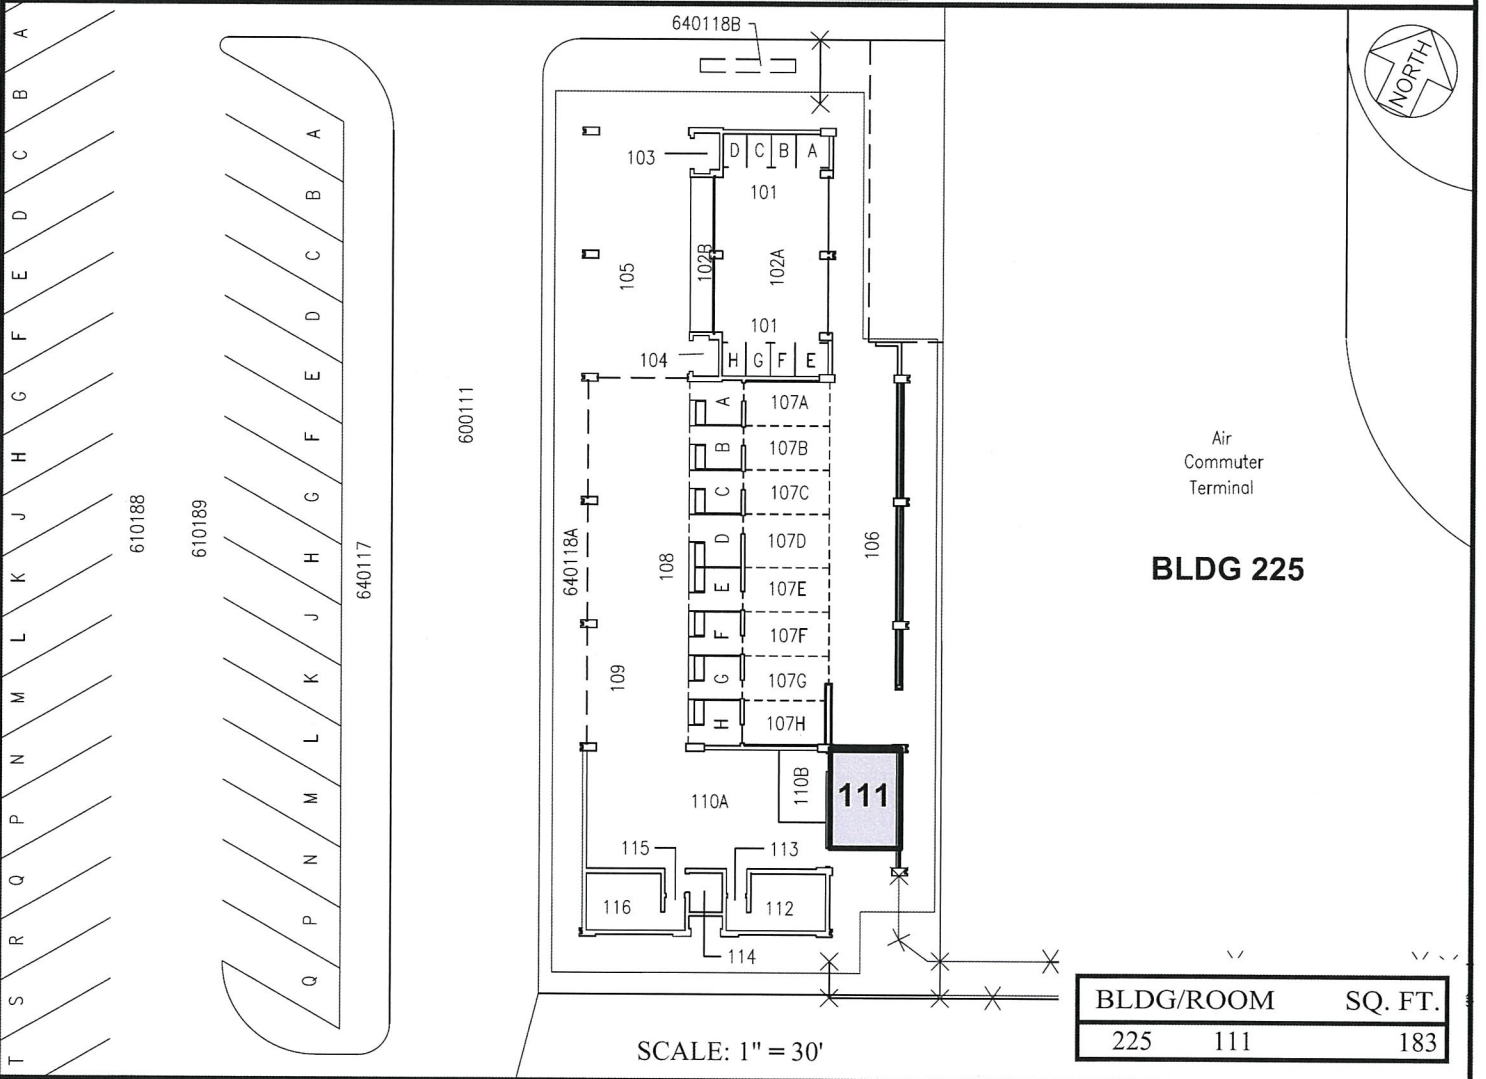 640118B
NORTH
A
B
C
D
E
F
G
H
J
K
L
M
N
P
Q
R
S
T
610188
610189
A
B
C
D
E
F
G
H
J
K
L
M
N
P
Q
640117
600111
103
D C B A
101
105
102B
102A
101
104
H G F E
A 107A
B 107B
C 107C
D 107D
E 107E
F 107F
G 107G
H 107H
640118A
108
106
109
110A
110B
111
115
113
116
112
114
Air
Commuter
Terminal
BLDG 225
BLDG/ROOM SQ. FT.
225 111 183
SCALE: 1" = 30'